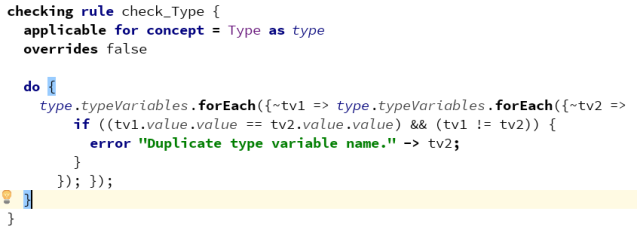 checking rule check_Type {
applicable for concept = Type as type
overrides false
do {
type.typeVariables.forEach({~tv1 => type.typeVariables.forEach({~tv2 =>
if ((tv1.value.value == tv2.value.value) && (tv1 != tv2)) {
error "Duplicate type variable name." -> tv2;
}
}); });
}
}